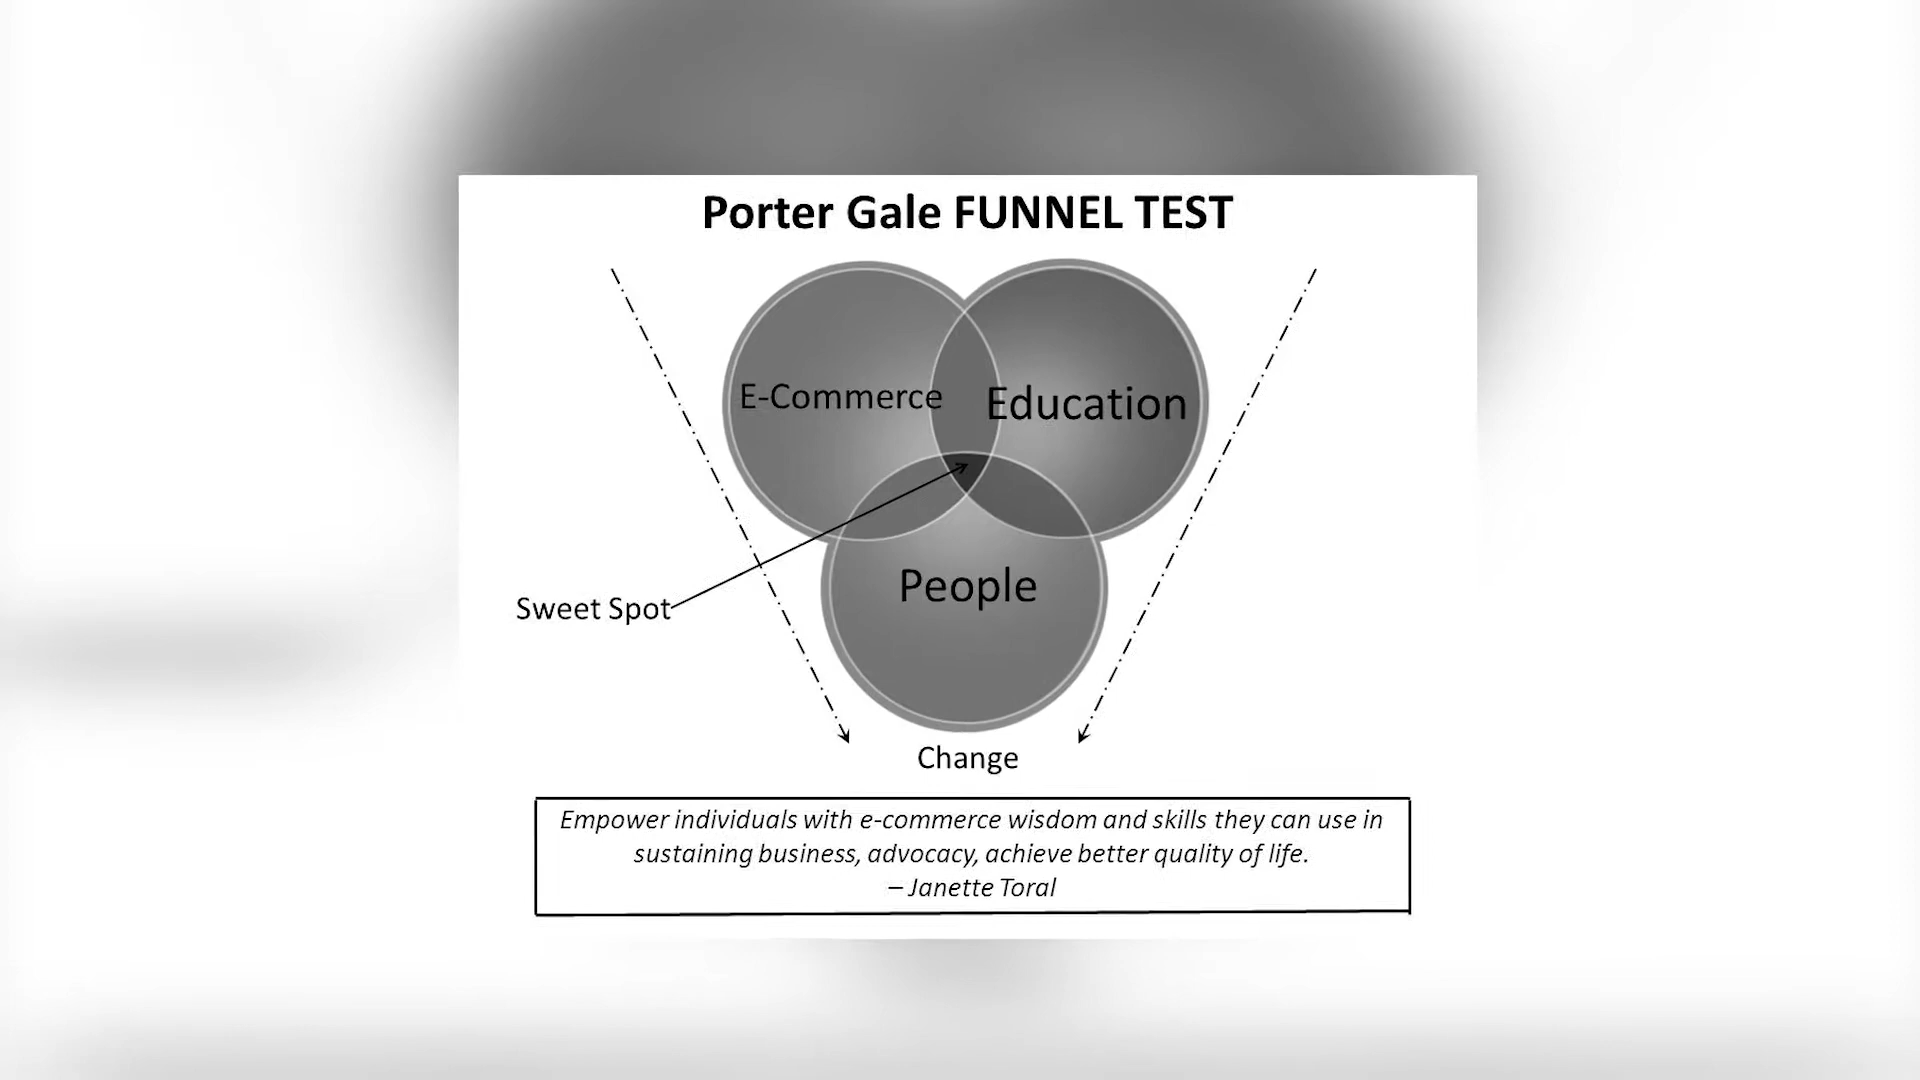 Porter Gale FUNNEL TEST
E-Commerce
Education
People
Sweet Spot
Change
Empower individuals with e-commerce wisdom and skills they can use in
sustaining business, advocacy, achieve better quality of life.
– Janette Toral